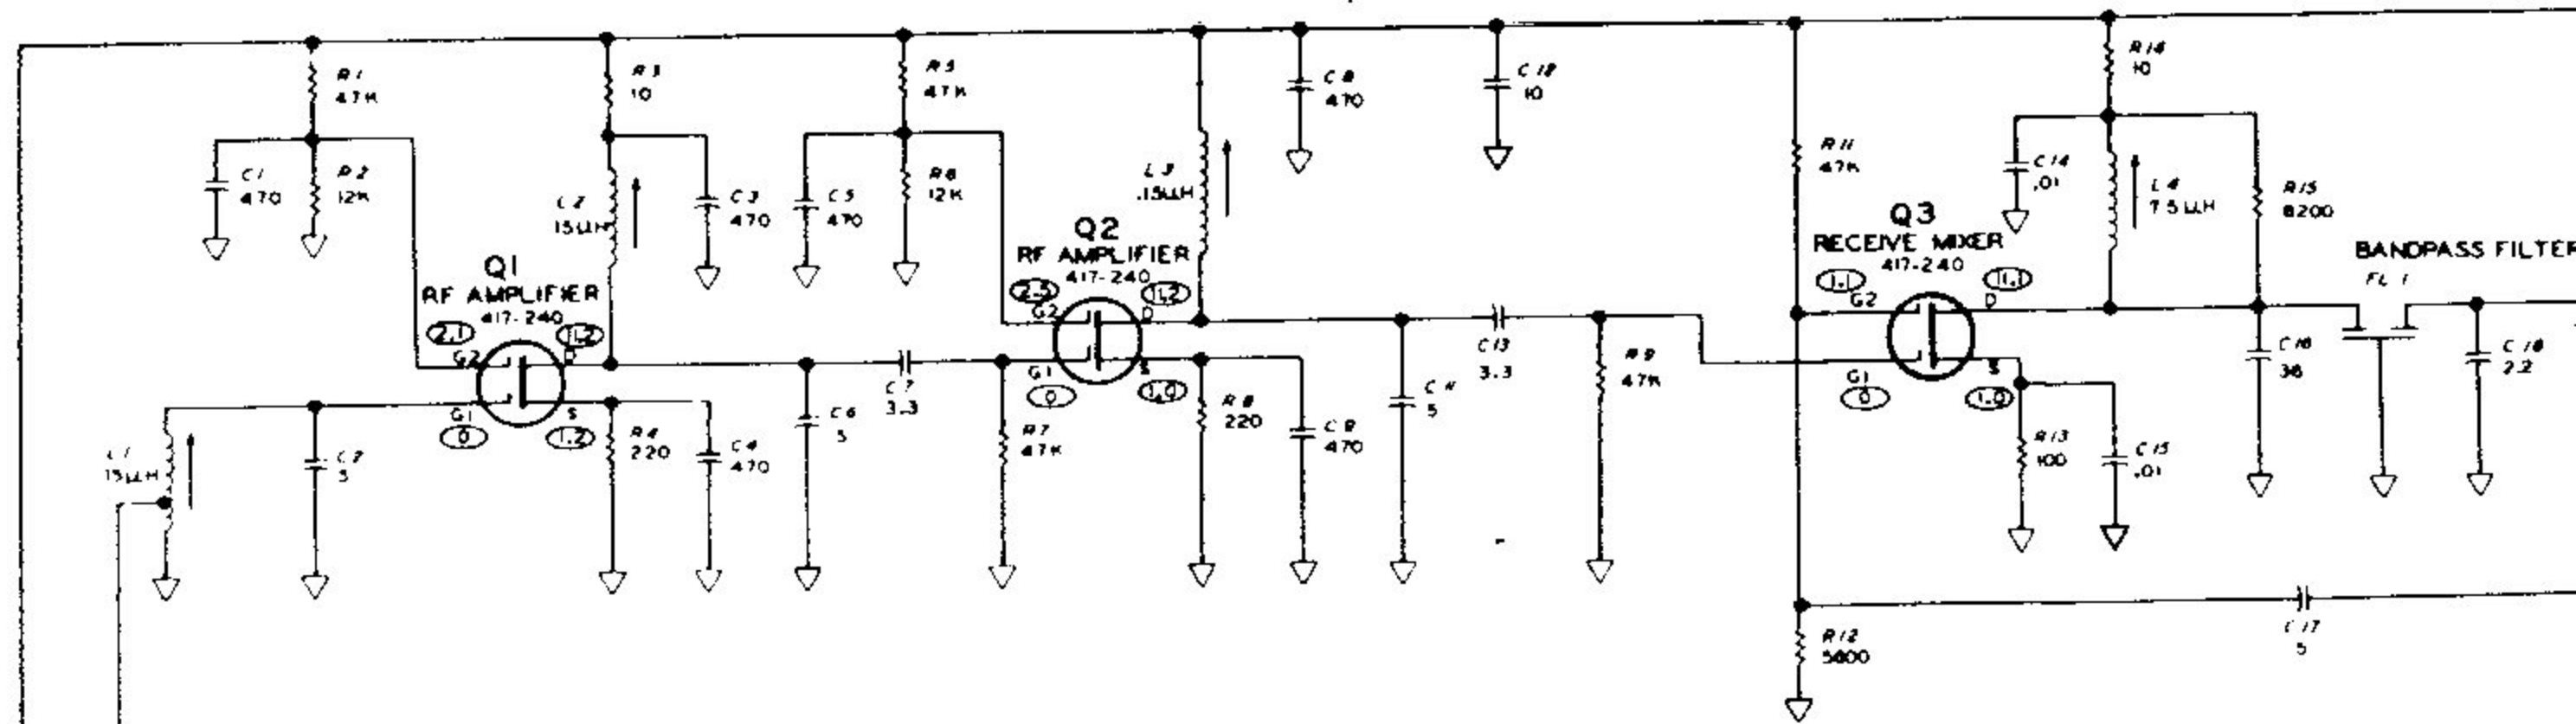 R1
47K
R3
10
R5
47K
C8
470
C12
10
R14
10
C1
470
R2
12K
L2
15µH
C3
470
C5
470
R6
12K
L3
.15µH
R11
47K
C14
.01
L4
7.5µH
R15
8200
Q1
RF AMPLIFIER
417-240
2.1
11.2
G2
D
G1
S
0
1.2
Q2
RF AMPLIFIER
417-240
2.5
11.2
G2
D
G1
S
0
1.0
Q3
RECEIVE MIXER
417-240
1.1
11.1
G2
D
G1
S
0
1.0
BANDPASS FILTER
FL1
L1
15µH
C2
5
R4
220
C4
470
C6
5
C7
3.3
R7
47K
R8
220
C9
470
C11
5
C13
3.3
R9
47K
R13
100
C15
.01
C16
36
C18
2.2
R12
5600
C17
5